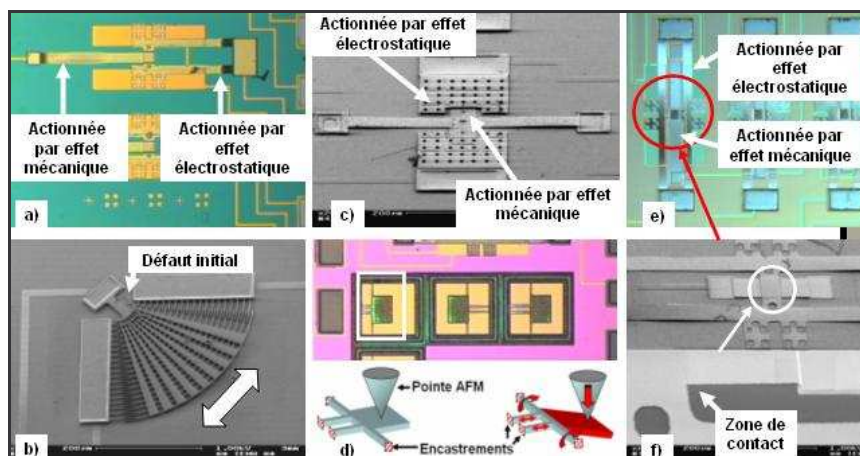 Actionnée
par effet
mécanique
Actionnée par
effet
électrostatique
a)
Actionnée par effet
électrostatique
Actionnée par effet
mécanique
c)
Actionnée par
effet
électrostatique
Actionnée par
effet mécanique
e)
Défaut initial
b)
Pointe AFM
Encastrements
d)
Zone de
contact
f)